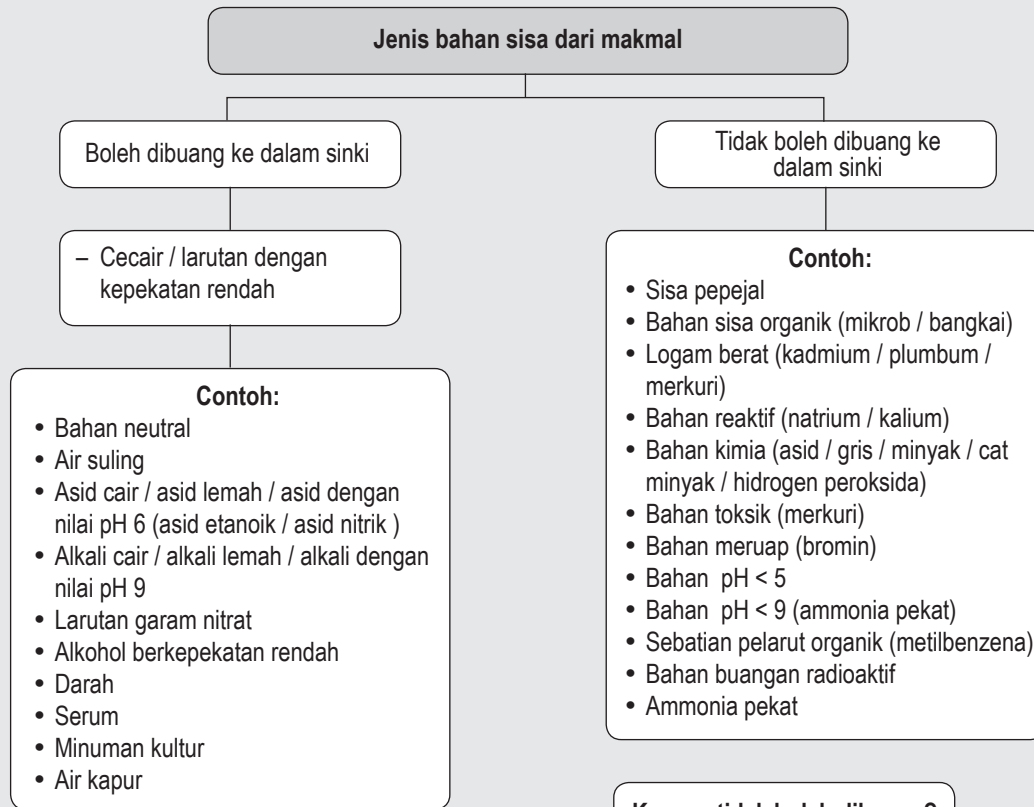 Jenis bahan sisa dari makmal
Boleh dibuang ke dalam sinki
– Cecair / larutan dengan
kepekatan rendah
Contoh:
• Bahan neutral
• Air suling
• Asid cair / asid lemah / asid dengan
nilai pH 6 (asid etanoik / asid nitrik )
• Alkali cair / alkali lemah / alkali dengan
nilai pH 9
• Larutan garam nitrat
• Alkohol berkepekatan rendah
• Darah
• Serum
• Minuman kultur
• Air kapur
Tidak boleh dibuang ke
dalam sinki
Contoh:
• Sisa pepejal
• Bahan sisa organik (mikrob / bangkai)
• Logam berat (kadmium / plumbum /
merkuri)
• Bahan reaktif (natrium / kalium)
• Bahan kimia (asid / gris / minyak / cat
minyak / hidrogen peroksida)
• Bahan toksik (merkuri)
• Bahan meruap (bromin)
• Bahan pH < 5
• Bahan pH < 9 (ammonia pekat)
• Sebatian pelarut organik (metilbenzena)
• Bahan buangan radioaktif
• Ammonia pekat